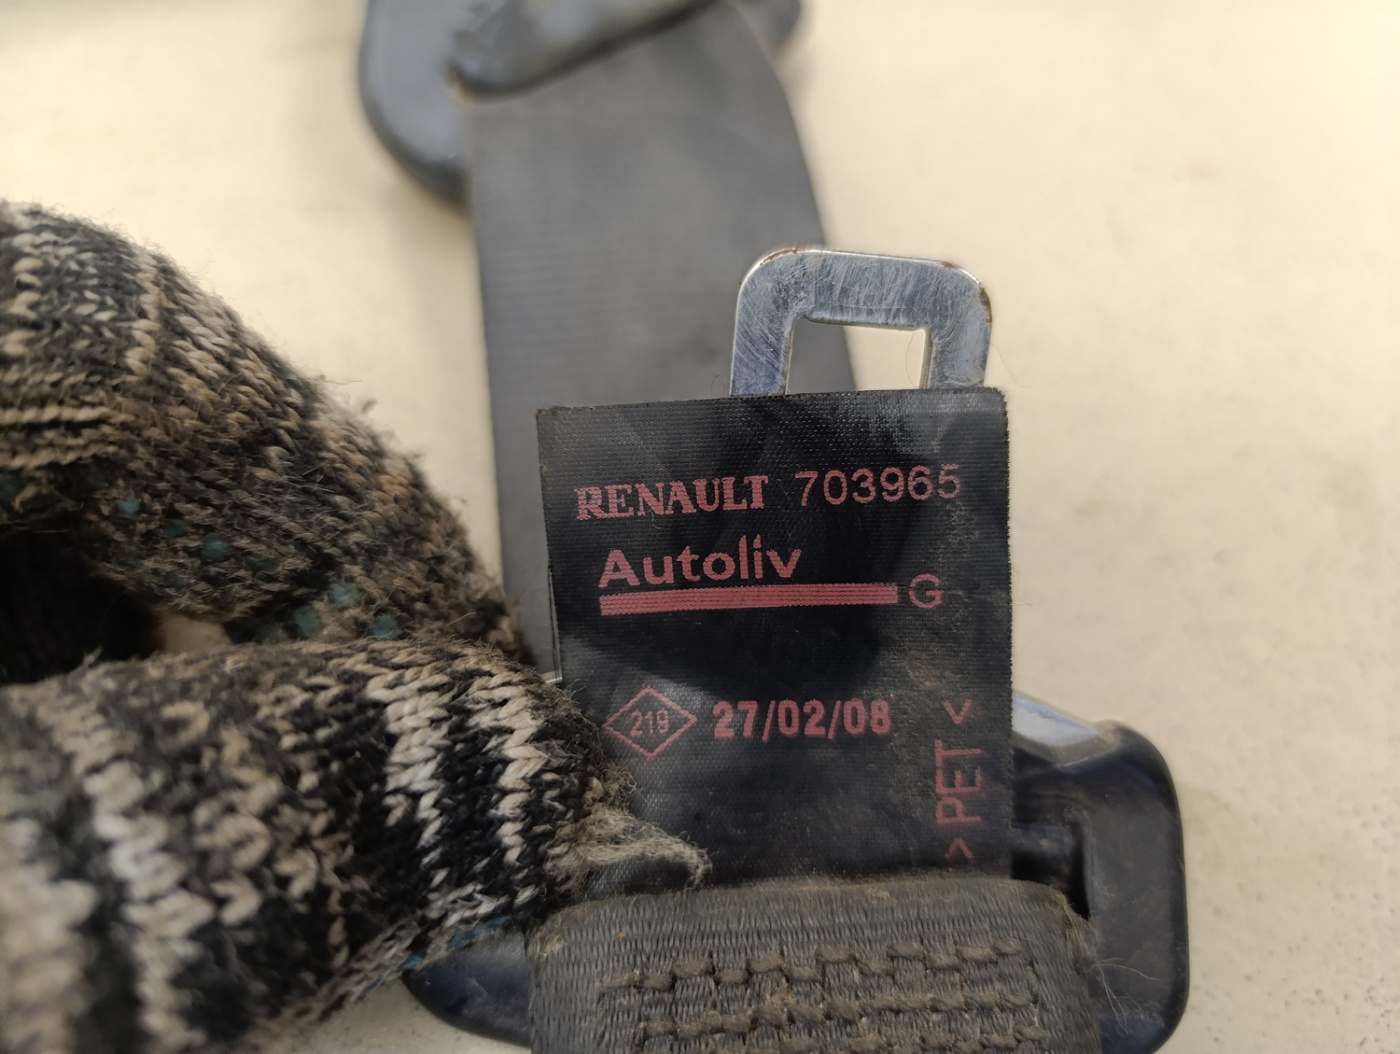 RENAULT 703965
Autoliv
G
219 27/02/08
>PET<